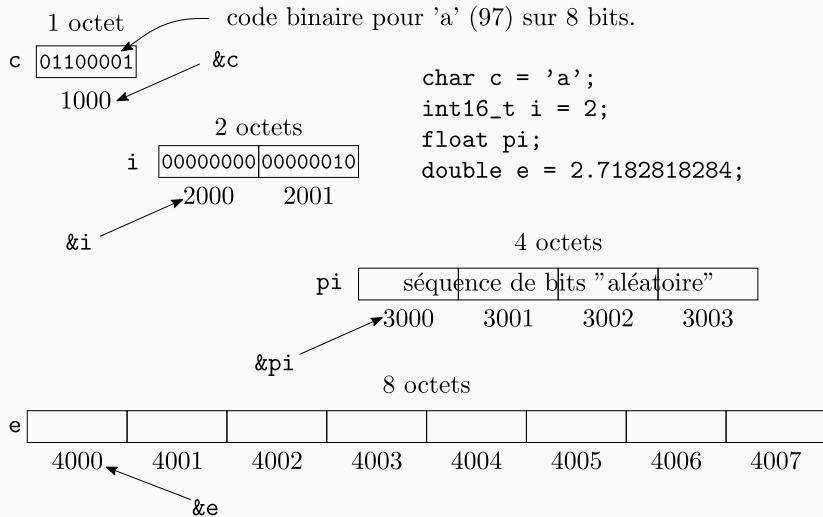 1 octet
code binaire pour 'a' (97) sur 8 bits.
c 01100001
&c
1000
char c = 'a';
int16_t i = 2;
float pi;
double e = 2.7182818284;
2 octets
i 00000000 00000010
2000 2001
&i
4 octets
pi séquence de bits "aléatoire"
3000 3001 3002 3003
&pi
8 octets
e
4000 4001 4002 4003 4004 4005 4006 4007
&e